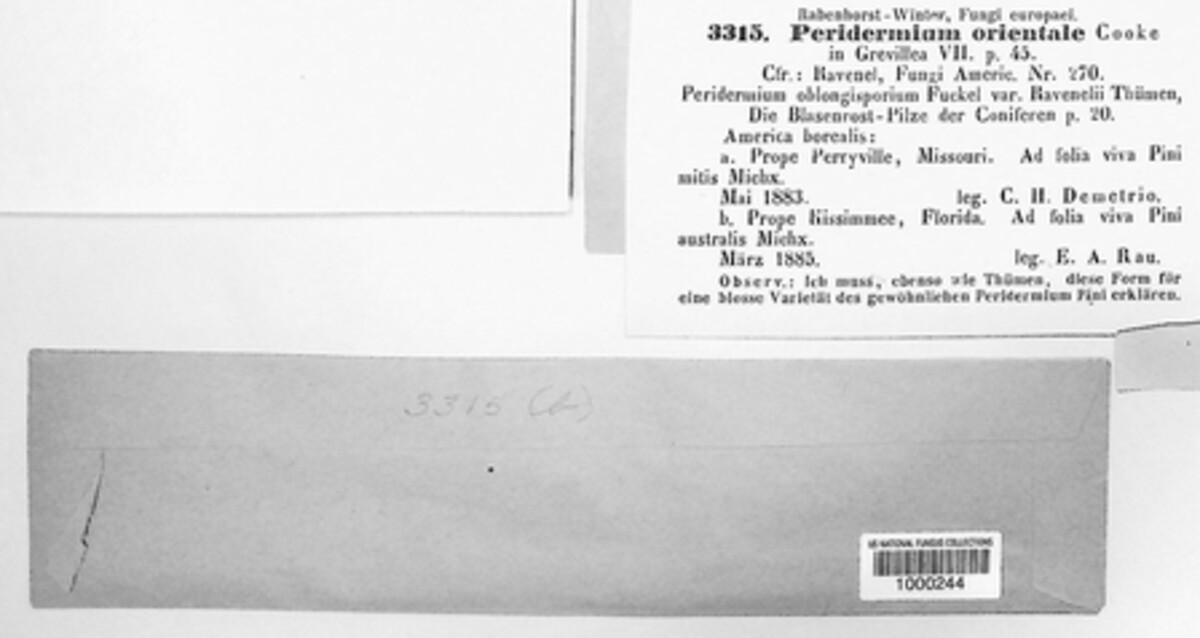 Rabenhorst-Winter, Fungi europaei.
3315. Peridermium orientale Cooke
in Grevillea VII. p. 45.
Cfr.: Ravenel, Fungi Americ. Nr. 270.
Peridermium oblongisporium Fuckel var. Ravenelii Thümen,
Die Blasenrost-Pilze der Coniferen p. 20.
America borealis:
a. Prope Perryville, Missouri. Ad folia viva Pini
mitis Michx.
Mai 1883. leg. C. H. Demetrio.
b. Prope Kissimmee, Florida. Ad folia viva Pini
australis Michx.
März 1885. leg. E. A. Rau.
Observ.: Ich muss, ebenso wie Thümen, diese Form für
eine blosse Varietät des gewöhnlichen Peridermium Pini erklären.
3315
US NATIONAL FUNGUS COLLECTIONS
1000244